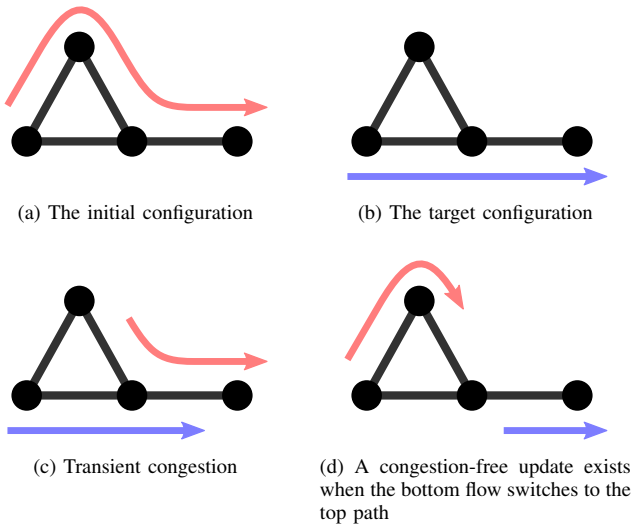 (a) The initial configuration
(b) The target configuration
(c) Transient congestion
(d) A congestion-free update exists
when the bottom flow switches to the
top path